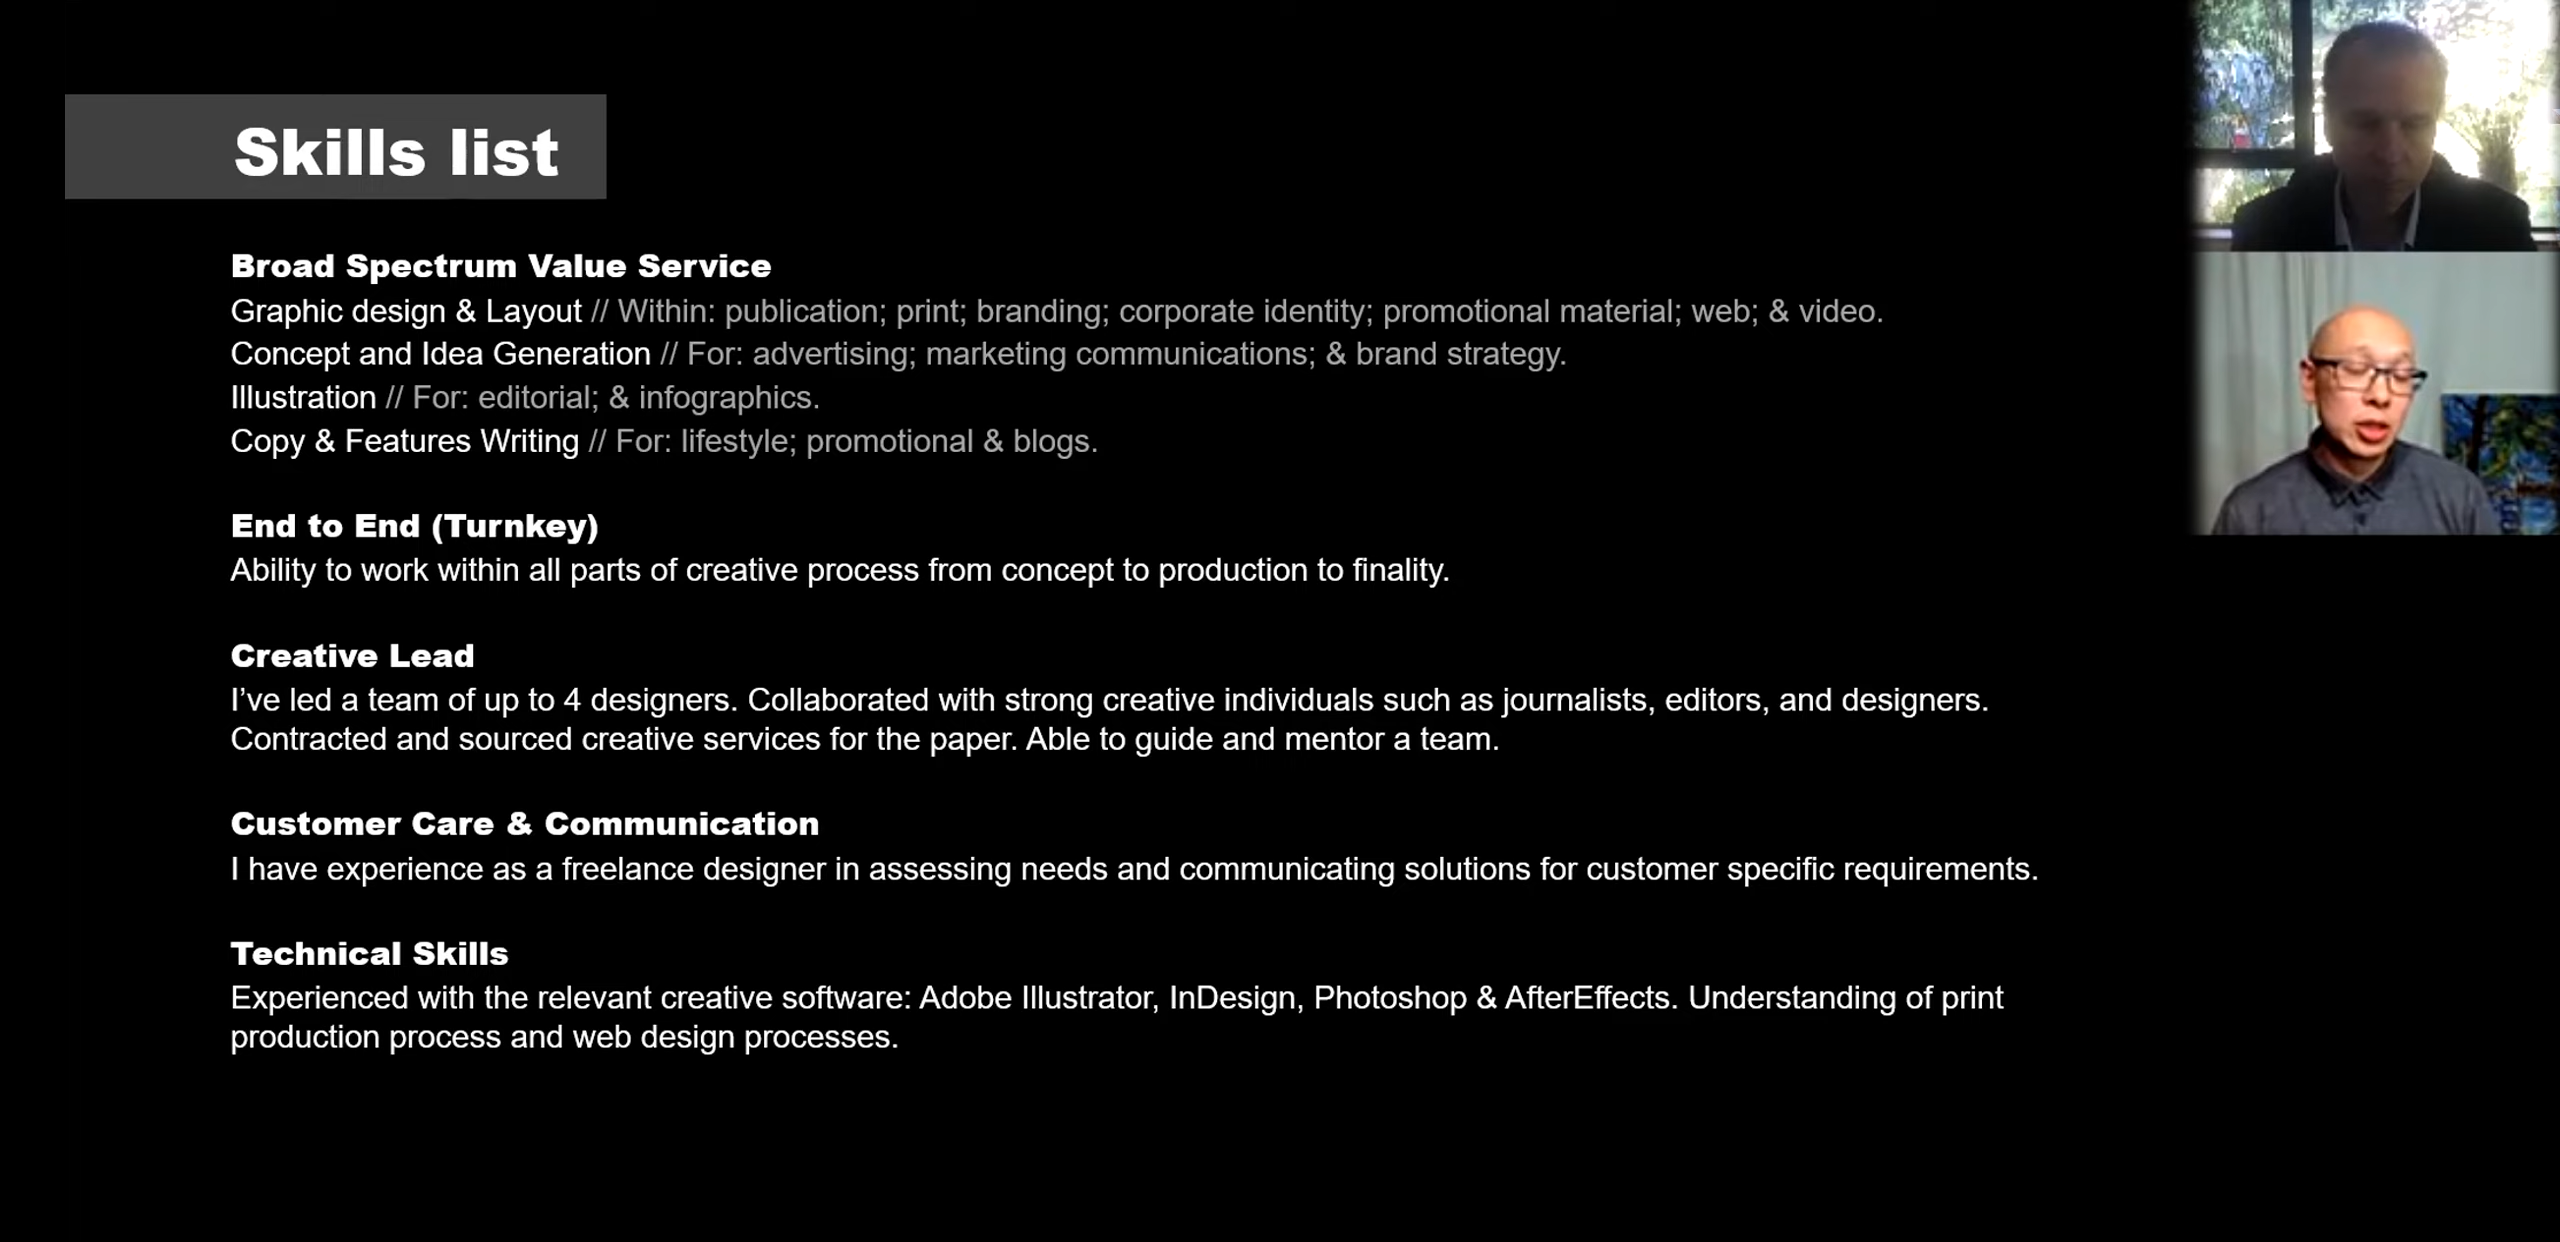 Skills list
Broad Spectrum Value Service
Graphic design & Layout // Within: publication; print; branding; corporate identity; promotional material; web; & video.
Concept and Idea Generation // For: advertising; marketing communications; & brand strategy.
Illustration // For: editorial; & infographics.
Copy & Features Writing // For: lifestyle; promotional & blogs.
End to End (Turnkey)
Ability to work within all parts of creative process from concept to production to finality.
Creative Lead
I’ve led a team of up to 4 designers. Collaborated with strong creative individuals such as journalists, editors, and designers.
Contracted and sourced creative services for the paper. Able to guide and mentor a team.
Customer Care & Communication
I have experience as a freelance designer in assessing needs and communicating solutions for customer specific requirements.
Technical Skills
Experienced with the relevant creative software: Adobe Illustrator, InDesign, Photoshop & AfterEffects. Understanding of print
production process and web design processes.